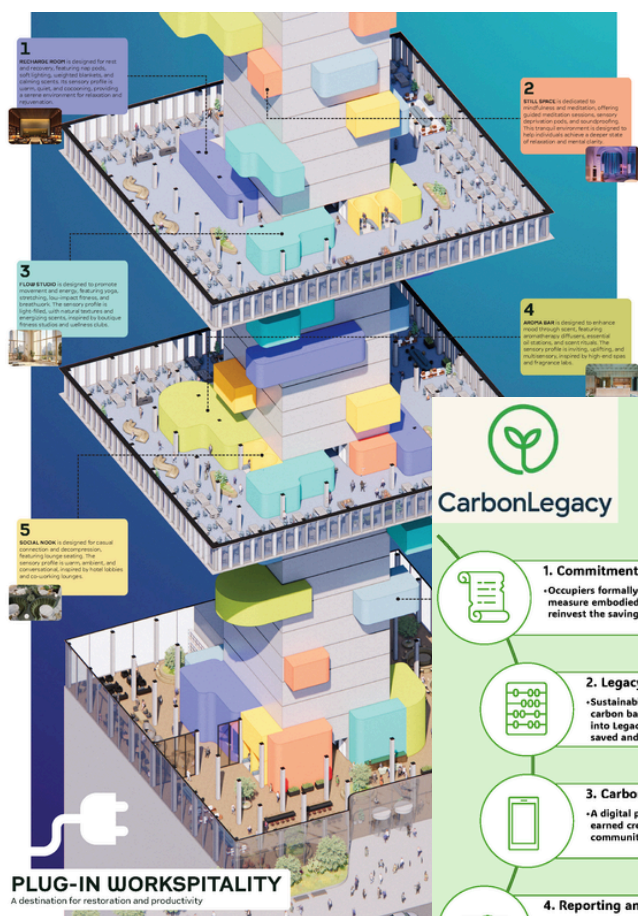 1
RECHARGE ROOM is designed for rest
and recovery, featuring nap pods,
soft lighting, weighted blankets, and
calming scents. Its sensory profile is
warm, quiet, and cocooning, providing
a serene environment for relaxation and
rejuvenation.
2
STILL SPACE is dedicated to
mindfulness and meditation, offering
guided meditation sessions, sensory
deprivation pods, and soundproofing.
This tranquil environment is designed to
help individuals achieve a deeper state
of relaxation and mental clarity.
3
FLOW STUDIO is designed to promote
movement and energy, featuring yoga,
stretching, low-impact fitness, and
breathwork. The sensory profile is
light-filled, with natural textures and
energizing scents, inspired by boutique
fitness studios and wellness clubs.
4
AROMA BAR is designed to enhance
mood through scent, featuring
aromatherapy diffusers, essential
oil stations, and scent rituals. The
sensory profile is inviting, uplifting, and
multisensory, inspired by high-end spas
and fragrance labs.
5
SOCIAL NOOK is designed for casual
connection and decompression,
featuring lounge seating. The
sensory profile is warm, ambient, and
conversational, inspired by hotel lobbies
and co-working lounges.
PLUG-IN WORKSPITALITY
A destination for restoration and productivity
CarbonLegacy
1. Commitment
•Occupiers formally
measure embodied
reinvest the saving
2. Legacy
•Sustainab
carbon ba
into Legac
saved and
3. Carbo
•A digital p
earned cre
communit
4. Reporting an